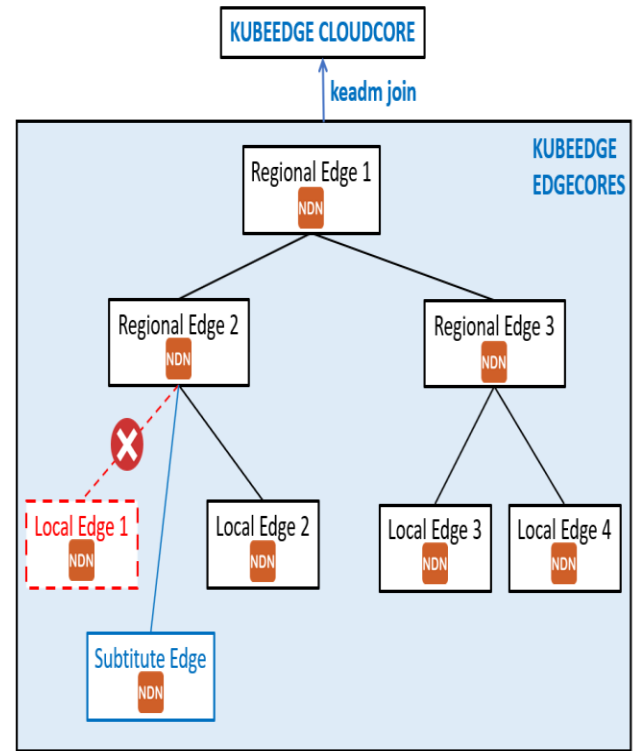 KUBEEDGE CLOUDCORE
keadm join
KUBEEDGE
EDGECORES
Regional Edge 1
NDN
Regional Edge 2
NDN
Regional Edge 3
NDN
Local Edge 1
NDN
Local Edge 2
NDN
Local Edge 3
NDN
Local Edge 4
NDN
Subtitute Edge
NDN